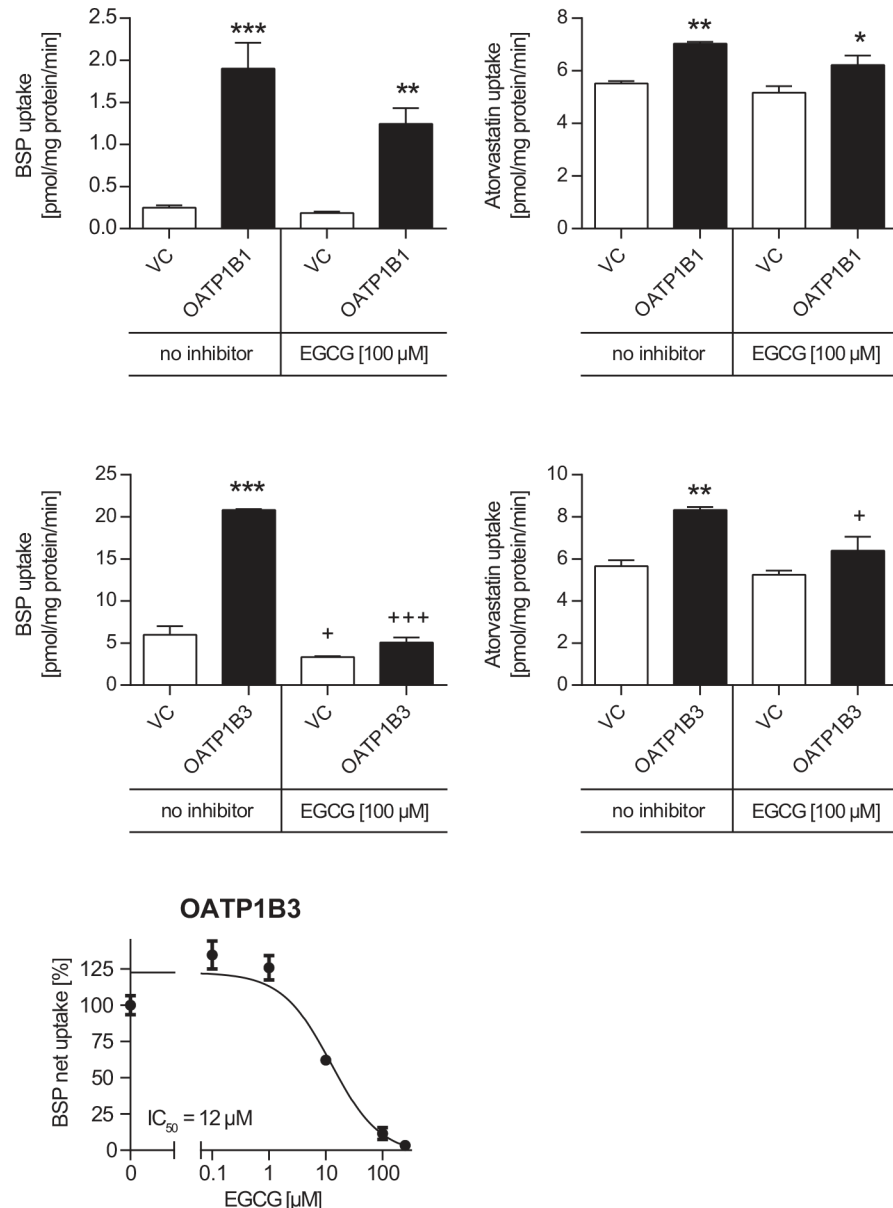 BSP uptake
[pmol/mg protein/min]
2.5
2.0
1.5
1.0
0.5
0.0
***
**
VC
OATP1B1
VC
OATP1B1
no inhibitor
EGCG [100 µM]
Atorvastatin uptake
[pmol/mg protein/min]
8
6
4
2
0
**
*
VC
OATP1B1
VC
OATP1B1
no inhibitor
EGCG [100 µM]
BSP uptake
[pmol/mg protein/min]
25
20
15
10
5
0
***
+
+++
VC
OATP1B3
VC
OATP1B3
no inhibitor
EGCG [100 µM]
Atorvastatin uptake
[pmol/mg protein/min]
10
8
6
4
2
0
**
+
VC
OATP1B3
VC
OATP1B3
no inhibitor
EGCG [100 µM]
OATP1B3
BSP net uptake [%]
125
100
75
50
25
0
IC50 = 12 µM
0 0.1 1 10 100
EGCG [µM]